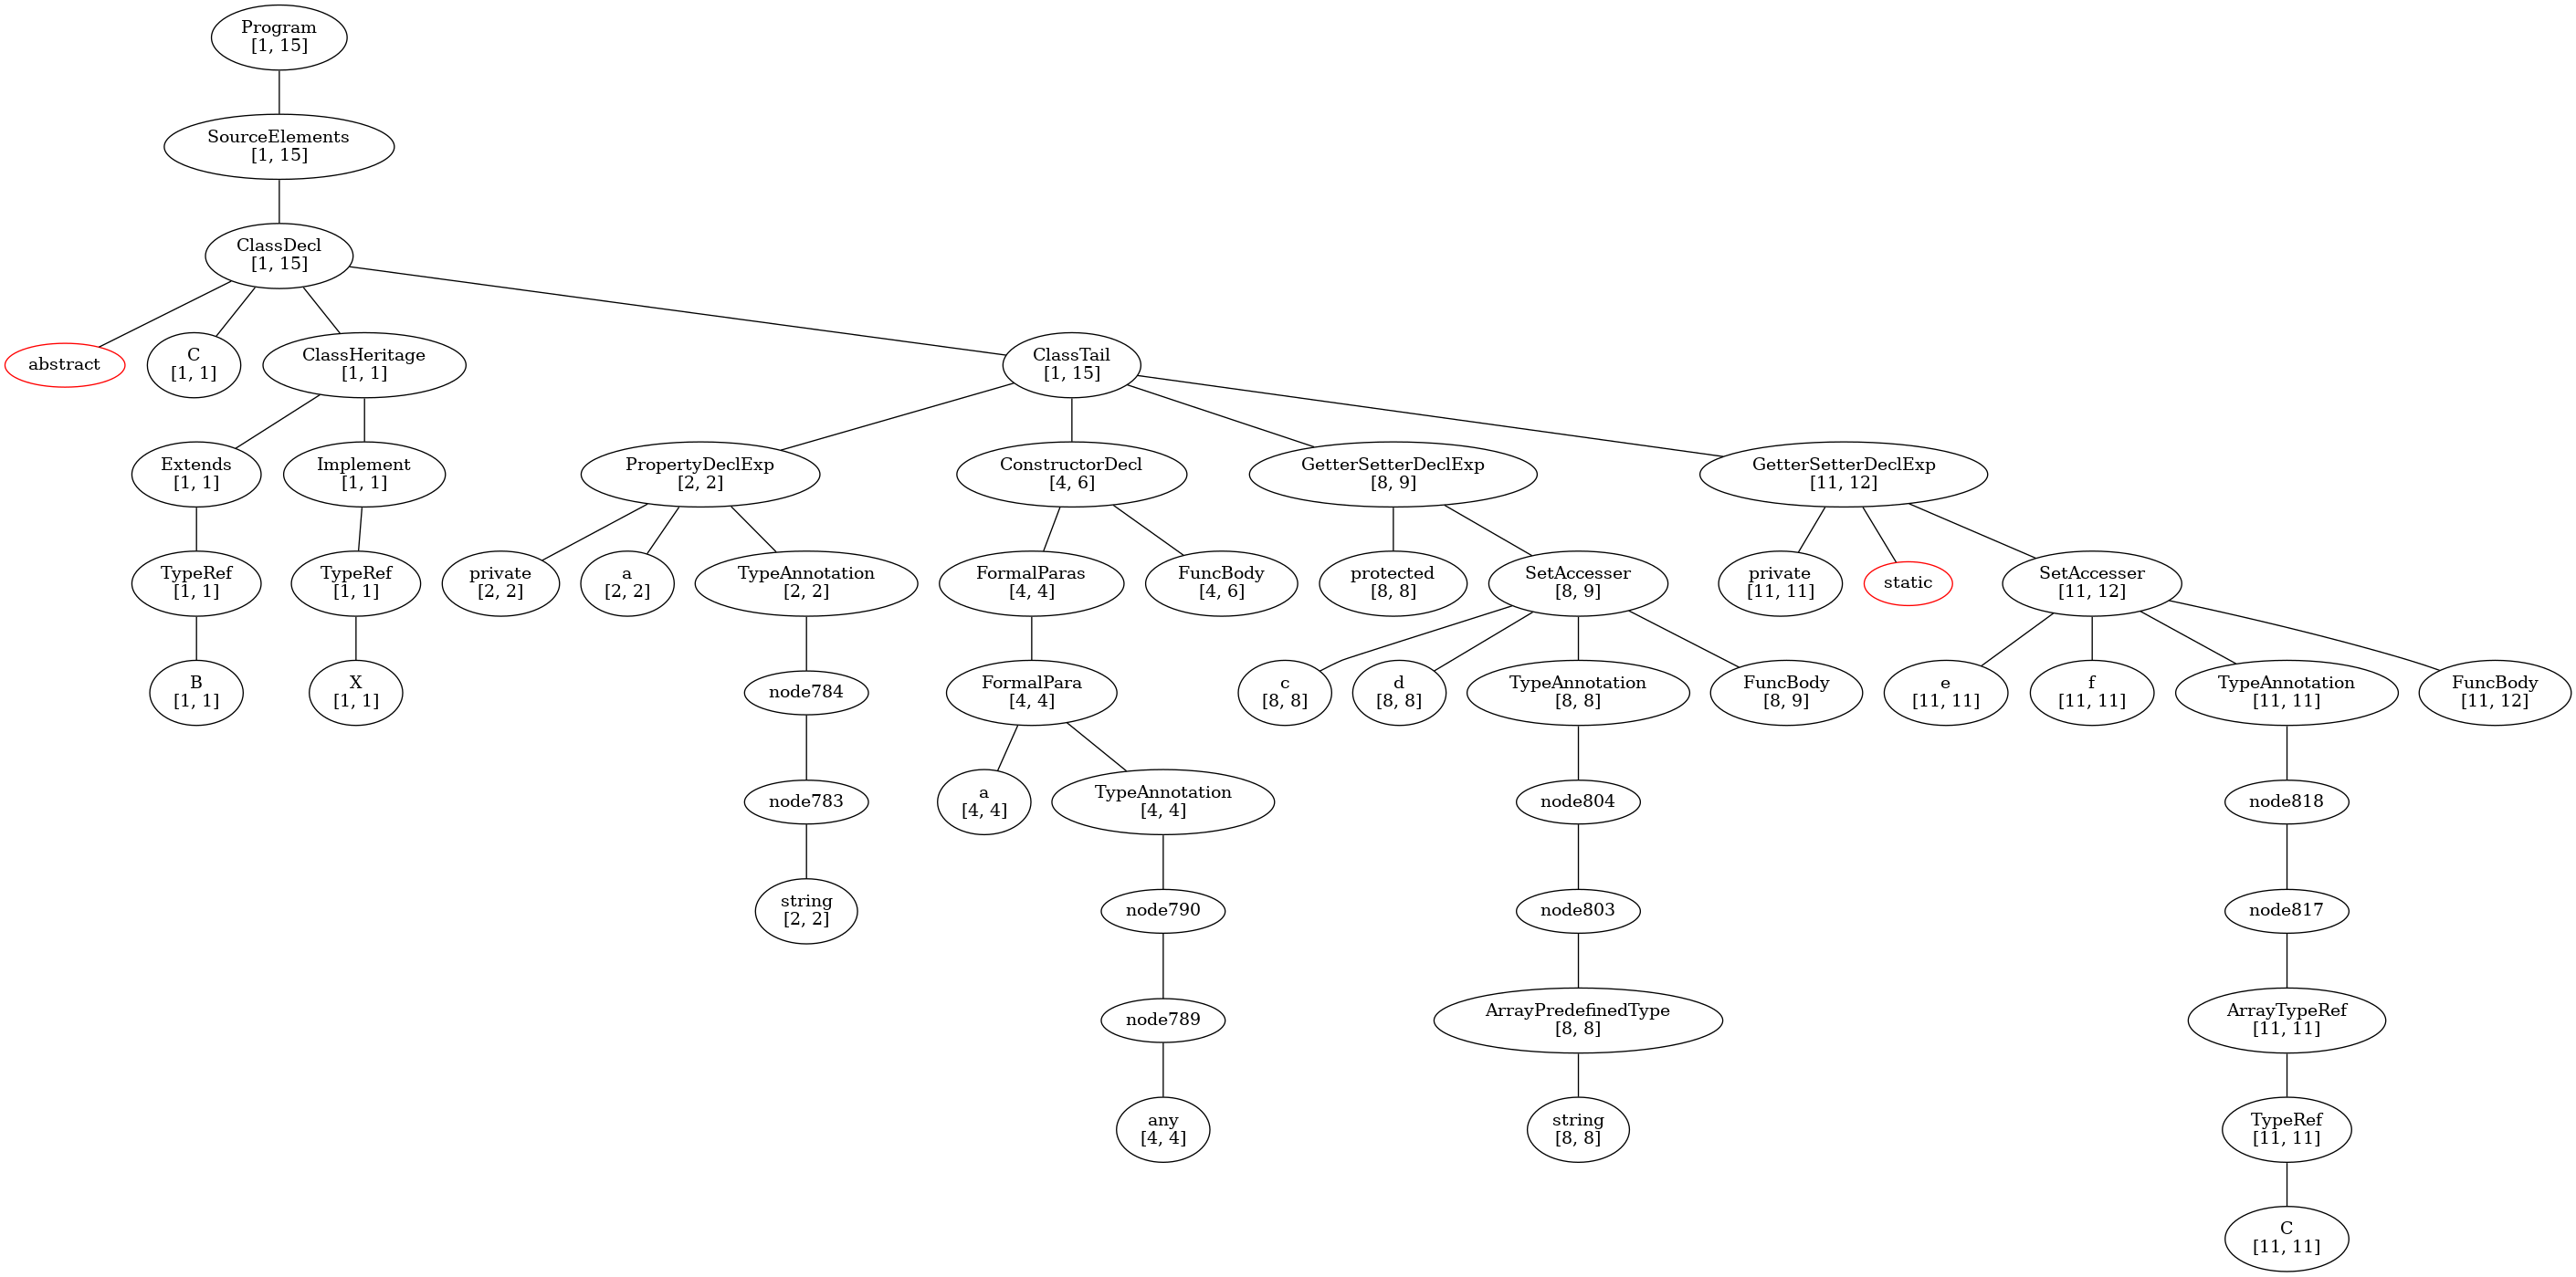 Program
[1, 15]
SourceElements
[1, 15]
ClassDecl
[1, 15]
abstract
C
[1, 1]
ClassHeritage
[1, 1]
ClassTail
[1, 15]
Extends
[1, 1]
Implement
[1, 1]
PropertyDeclExp
[2, 2]
ConstructorDecl
[4, 6]
GetterSetterDeclExp
[8, 9]
GetterSetterDeclExp
[11, 12]
TypeRef
[1, 1]
TypeRef
[1, 1]
private
[2, 2]
a
[2, 2]
TypeAnnotation
[2, 2]
FormalParas
[4, 4]
FuncBody
[4, 6]
protected
[8, 8]
SetAccesser
[8, 9]
private
[11, 11]
static
SetAccesser
[11, 12]
B
[1, 1]
X
[1, 1]
node784
FormalPara
[4, 4]
c
[8, 8]
d
[8, 8]
TypeAnnotation
[8, 8]
FuncBody
[8, 9]
e
[11, 11]
f
[11, 11]
TypeAnnotation
[11, 11]
FuncBody
[11, 12]
node783
a
[4, 4]
TypeAnnotation
[4, 4]
node804
node818
string
[2, 2]
node790
node803
node817
node789
ArrayPredefinedType
[8, 8]
ArrayTypeRef
[11, 11]
any
[4, 4]
string
[8, 8]
TypeRef
[11, 11]
C
[11, 11]